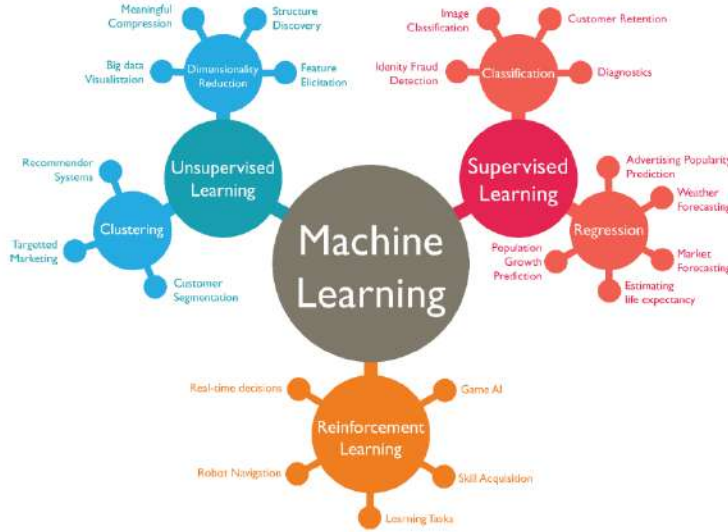 Meaningful
Compression
Structure
Discovery
Big data
Visualistaion
Dimensionality
Reduction
Feature
Elicitation
Unsupervised
Learning
Recommender
Systems
Clustering
Targetted
Marketing
Customer
Segmentation
Image
Classification
Customer Retention
Idenity Fraud
Detection
Classification
Diagnostics
Supervised
Learning
Advertising Popularity
Prediction
Weather
Forecasting
Regression
Population
Growth
Prediction
Market
Forecasting
Estimating
life expectancy
Machine
Learning
Real-time decisions
Game AI
Reinforcement
Learning
Robot Navigation
Skill Acquisition
Learning Tasks